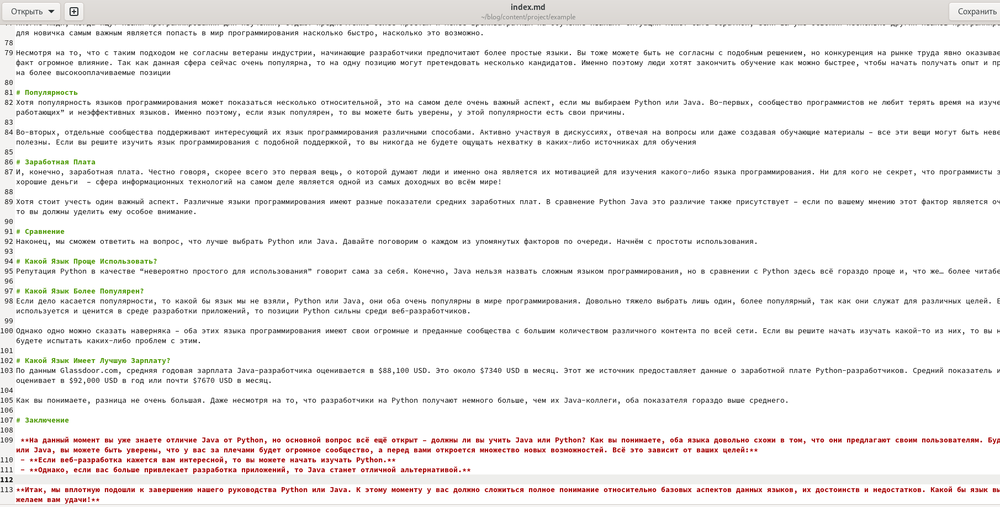 Открыть
index.md
~/blog/content/project/example
Сохранить
для новичка самым важным является попасть в мир программирования насколько быстро, насколько это возможно.
78
79 Несмотря на то, что с таким подходом не согласны ветераны индустрии, начинающие разработчики предпочитают более простые языки. Вы тоже можете быть не согласны с подобным решением, но конкуренция на рынке труда явно оказывае
факт огромное влияние. Так как данная сфера сейчас очень популярна, то на одну позицию могут претендовать несколько кандидатов. Именно поэтому люди хотят закончить обучение как можно быстрее, чтобы начать получать опыт и пр
на более высокооплачиваемые позиции
80
81 # Популярность
82 Хотя популярность языков программирования может показаться несколько относительной, это на самом деле очень важный аспект, если мы выбираем Python или Java. Во-первых, сообщество программистов не любит терять время на изуче
работающих” и неэффективных языков. Именно поэтому, если язык популярен, то вы можете быть уверены, у этой популярности есть свои причины.
83
84 Во-вторых, отдельные сообщества поддерживают интересующий их язык программирования различными способами. Активно участвуя в дискуссиях, отвечая на вопросы или даже создавая обучающие материалы – все эти вещи могут быть неве
полезны. Если вы решите изучить язык программирования с подобной поддержкой, то вы никогда не будете ощущать нехватку в каких-либо источниках для обучения
85
86 # Заработная Плата
87 И, конечно, заработная плата. Честно говоря, скорее всего это первая вещь, о которой думают люди и именно она является их мотивацией для изучения какого-либо языка программирования. Ни для кого не секрет, что программисты з
хорошие деньги  – сфера информационных технологий на самом деле является одной из самых доходных во всём мире!
88
89 Хотя стоит учесть один важный аспект. Различные языки программирования имеют разные показатели средних заработных плат. В сравнение Python Java это различие также присутствует – если по вашему мнению этот фактор является оч
то вы должны уделить ему особое внимание.
90
91 # Сравнение
92 Наконец, мы сможем ответить на вопрос, что лучше выбрать Python или Java. Давайте поговорим о каждом из упомянутых факторов по очереди. Начнём с простоты использования.
93
94 # Какой Язык Проще Использовать?
95 Репутация Python в качестве “невероятно простого для использования” говорит сама за себя. Конечно, Java нельзя назвать сложным языком программирования, но в сравнении с Python здесь всё гораздо проще и, что же… более читабе
96
97 # Какой Язык Более Популярен?
98 Если дело касается популярности, то какой бы язык мы не взяли, Python или Java, они оба очень популярны в мире программирования. Довольно тяжело выбрать лишь один, более популярный, так как они служат для различных целей. Е
используется и ценится в среде разработки приложений, то позиции Python сильны среди веб-разработчиков.
99
100 Однако одно можно сказать наверняка – оба этих языка программирования имеют свои огромные и преданные сообщества с большим количеством различного контента по всей сети. Если вы решите начать изучать какой-то из них, то вы н
будете испытать каких-либо проблем с этим.
101
102 # Какой Язык Имеет Лучшую Зарплату?
103 По данным Glassdoor.com, средняя годовая зарплата Java-разработчика оценивается в $88,100 USD. Это около $7340 USD в месяц. Этот же источник предоставляет данные о заработной плате Python-разработчиков. Средний показатель и
оценивает в $92,000 USD в год или почти $7670 USD в месяц.
104
105 Как вы понимаете, разница не очень большая. Даже несмотря на то, что разработчики на Python получают немного больше, чем их Java-коллеги, оба показателя гораздо выше среднего.
106
107 # Заключение
108
109 **На данный момент вы уже знаете отличие Java от Python, но основной вопрос всё ещё открыт – должны ли вы учить Java или Python? Как вы понимаете, оба языка довольно схожи в том, что они предлагают своим пользователям. Буд
или Java, вы можете быть уверены, что у вас за плечами будет огромное сообщество, а перед вами откроется множество новых возможностей. Всё это зависит от ваших целей:**
110 - **Если веб-разработка кажется вам интересной, то вы можете начать изучать Python.**
111 - **Однако, если вас больше привлекает разработка приложений, то Java станет отличной альтернативой.**
112
113 **Итак, мы вплотную подошли к завершению нашего руководства Python или Java. К этому моменту у вас должно сложиться полное понимание относительно базовых аспектов данных языков, их достоинств и недостатков. Какой бы язык вы
желаем вам удачи!**